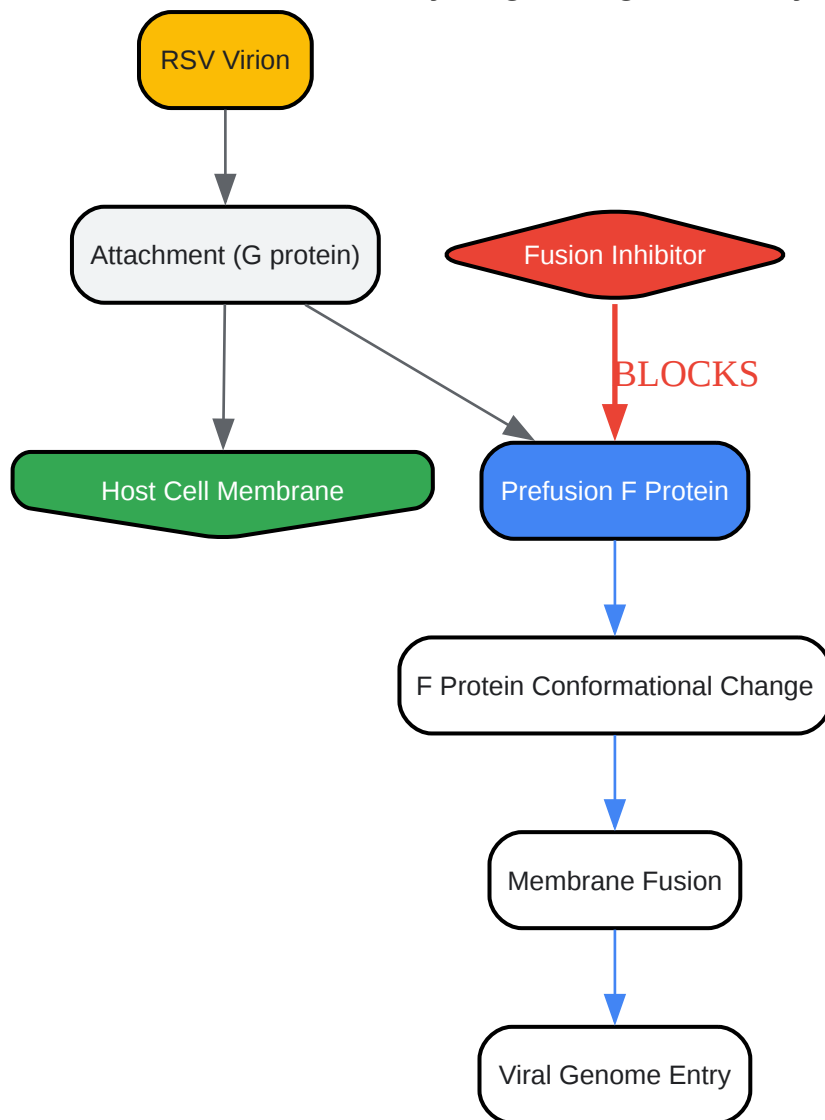 RSV Virion
Attachment (G protein)
Fusion Inhibitor
BLOCKS
Host Cell Membrane
Prefusion F Protein
F Protein Conformational Change
Membrane Fusion
Viral Genome Entry